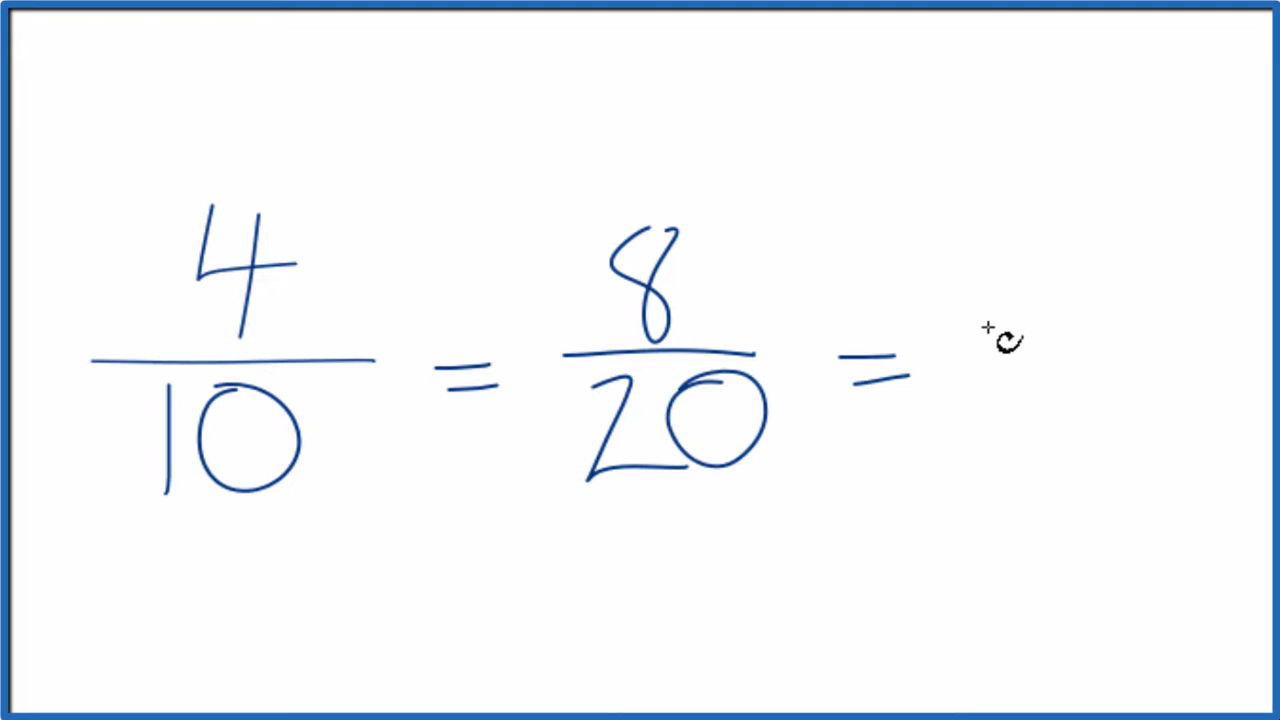 4/10 = 8/20 =